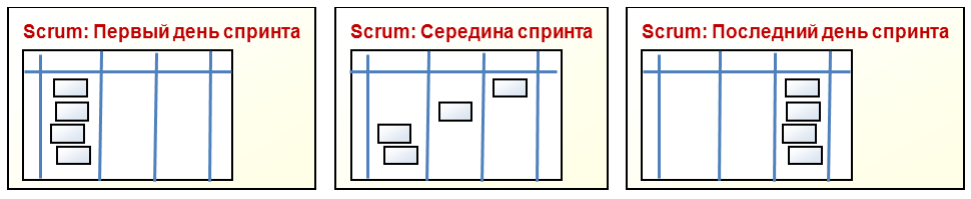 Scrum: Первый день спринта
Scrum: Середина спринта
Scrum: Последний день спринта